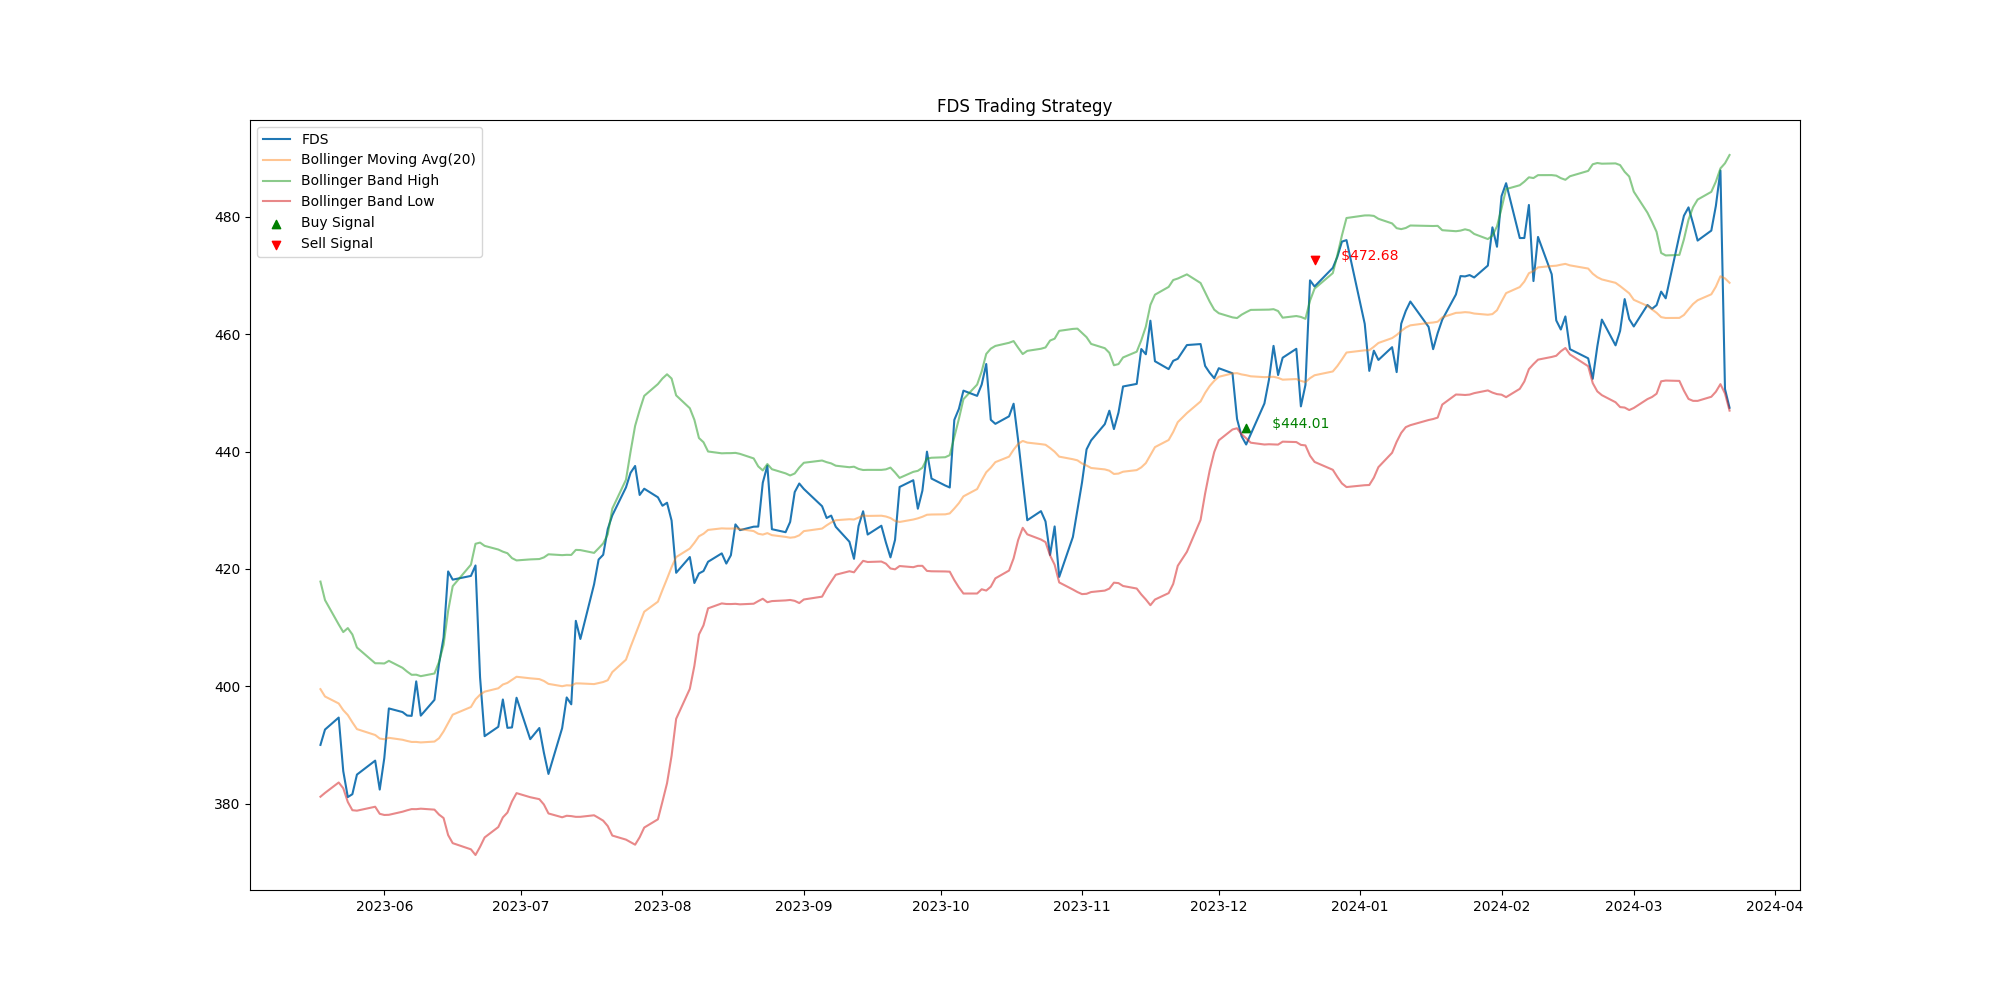 FDS Trading Strategy
FDS
Bollinger Moving Avg(20)
Bollinger Band High
Bollinger Band Low
Buy Signal
Sell Signal
480
460
440
420
400
380
$472.68
$444.01
2023-06 2023-07 2023-08 2023-09 2023-10 2023-11 2023-12 2024-01 2024-02 2024-03 2024-04